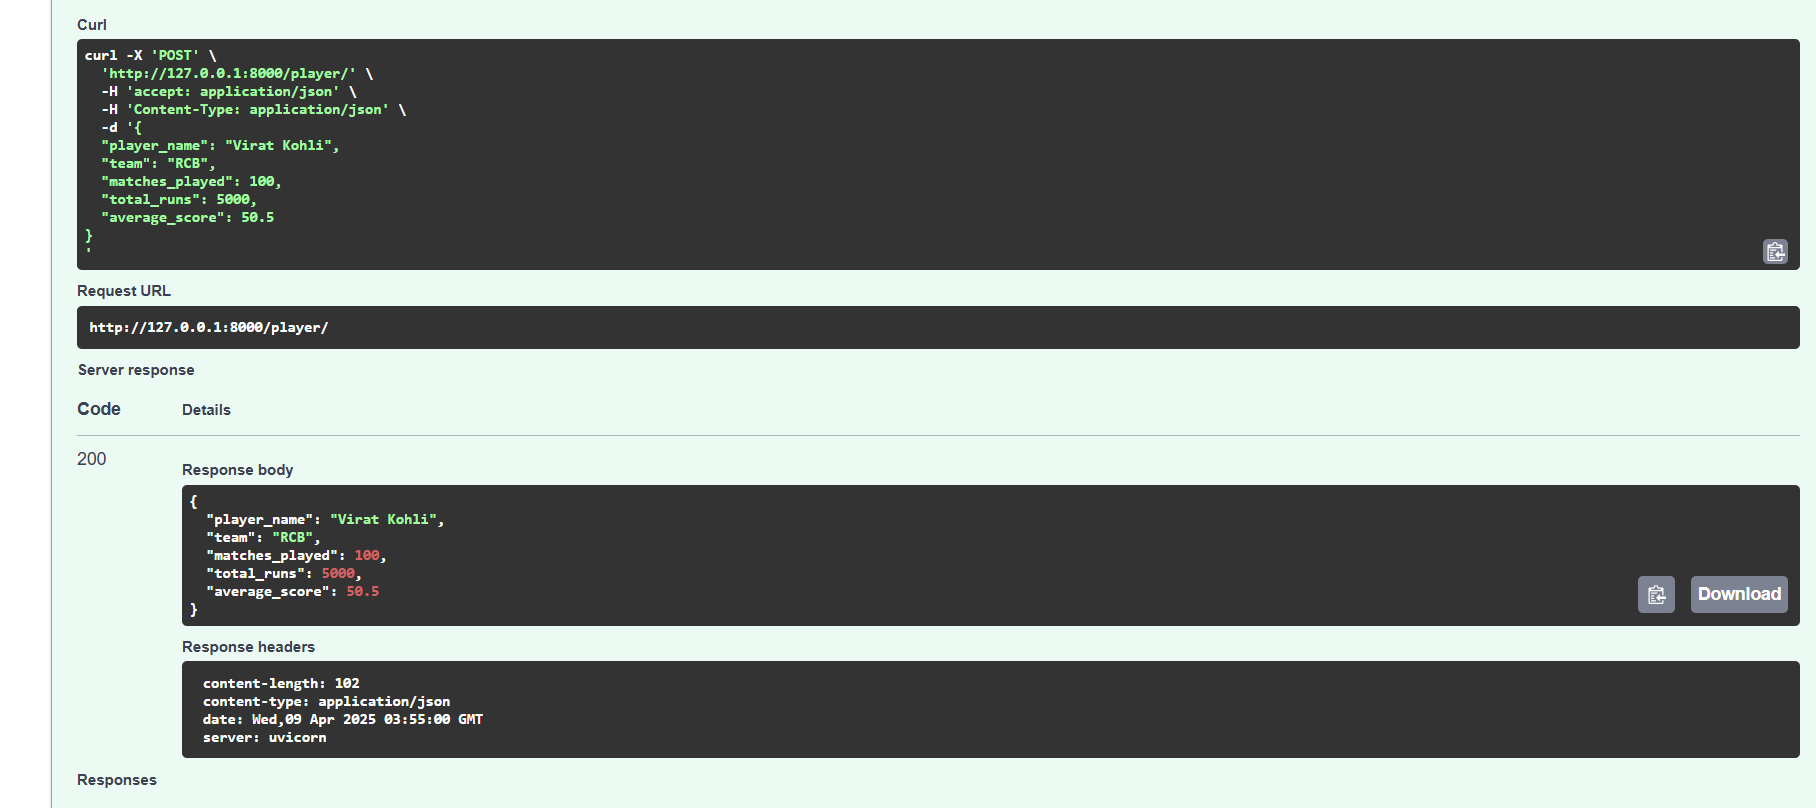 Curl
curl -X 'POST' \
  'http://127.0.0.1:8000/player/' \
  -H 'accept: application/json' \
  -H 'Content-Type: application/json' \
  -d '{
  "player_name": "Virat Kohli",
  "team": "RCB",
  "matches_played": 100,
  "total_runs": 5000,
  "average_score": 50.5
}
'
Request URL
http://127.0.0.1:8000/player/
Server response
Code Details
200
Response body
{
  "player_name": "Virat Kohli",
  "team": "RCB",
  "matches_played": 100,
  "total_runs": 5000,
  "average_score": 50.5
}
Download
Response headers
content-length: 102
content-type: application/json
date: Wed,09 Apr 2025 03:55:00 GMT
server: uvicorn
Responses